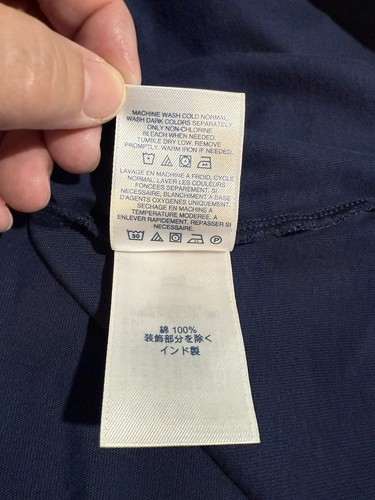 MACHINE WASH COLD NORMAL.
WASH DARK COLORS SEPARATELY
ONLY NON-CHLORINE
BLEACH WHEN NEEDED.
TUMBLE DRY LOW. REMOVE
PROMPTLY. WARM IRON IF NEEDED.
LAVAGE EN MACHINE A FROID, CYCLE
NORMAL. LAVER LES COULEURS
FONCEES SEPAREMENT. SI
NECESSAIRE, BLANCHIMENT A BASE
D'AGENTS OXYGENES UNIQUEMENT.
SECHAGE EN MACHINE A
TEMPERATURE MODEREE. A
ENLEVER RAPIDEMENT. REPASSER SI
NECESSAIRE.
30 P
綿 100%
装飾部分を除く
インド製